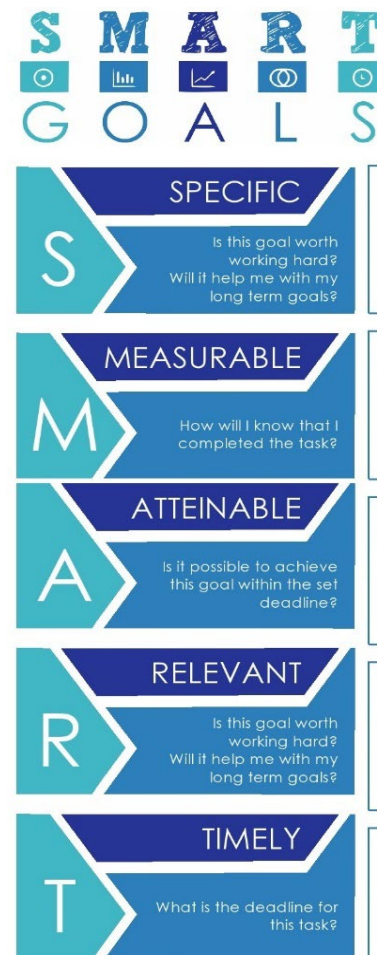 SMART
GOALS
S
SPECIFIC
Is this goal worth
working hard?
Will it help me with my
long term goals?
M
MEASURABLE
How will I know that I
completed the task?
A
ATTEINABLE
Is it possible to achieve
this goal within the set
deadline?
R
RELEVANT
Is this goal worth
working hard?
Will it help me with my
long term goals?
T
TIMELY
What is the deadline for
this task?